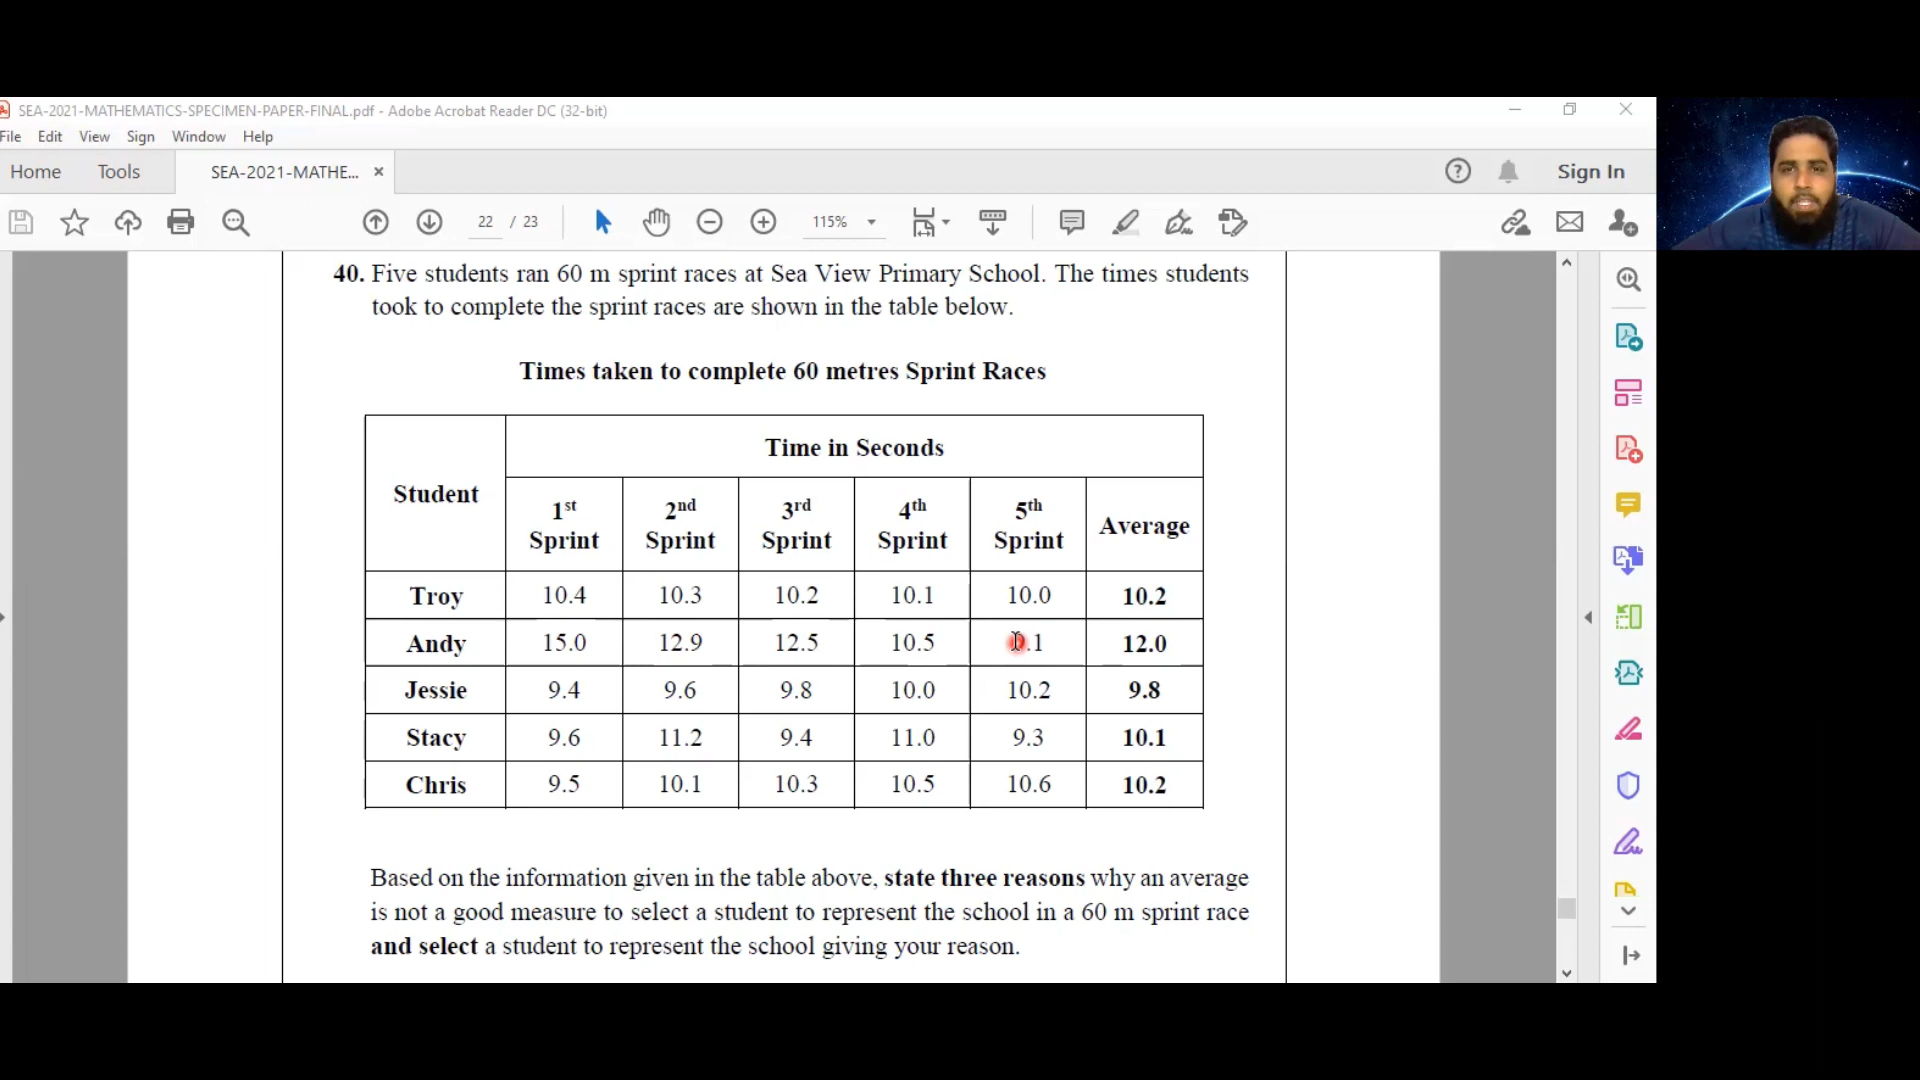 SEA-2021-MATHEMATICS-SPECIMEN-PAPER-FINAL.pdf - Adobe Acrobat Reader DC (32-bit)
File Edit View Sign Window Help
Home Tools SEA-2021-MATHE... × Sign In
22 / 23 115%
40. Five students ran 60 m sprint races at Sea View Primary School. The times students
took to complete the sprint races are shown in the table below.
Times taken to complete 60 metres Sprint Races
Student Time in Seconds
1st Sprint 2nd Sprint 3rd Sprint 4th Sprint 5th Sprint Average
Troy 10.4 10.3 10.2 10.1 10.0 10.2
Andy 15.0 12.9 12.5 10.5 .1 12.0
Jessie 9.4 9.6 9.8 10.0 10.2 9.8
Stacy 9.6 11.2 9.4 11.0 9.3 10.1
Chris 9.5 10.1 10.3 10.5 10.6 10.2
Based on the information given in the table above, state three reasons why an average
is not a good measure to select a student to represent the school in a 60 m sprint race
and select a student to represent the school giving your reason.